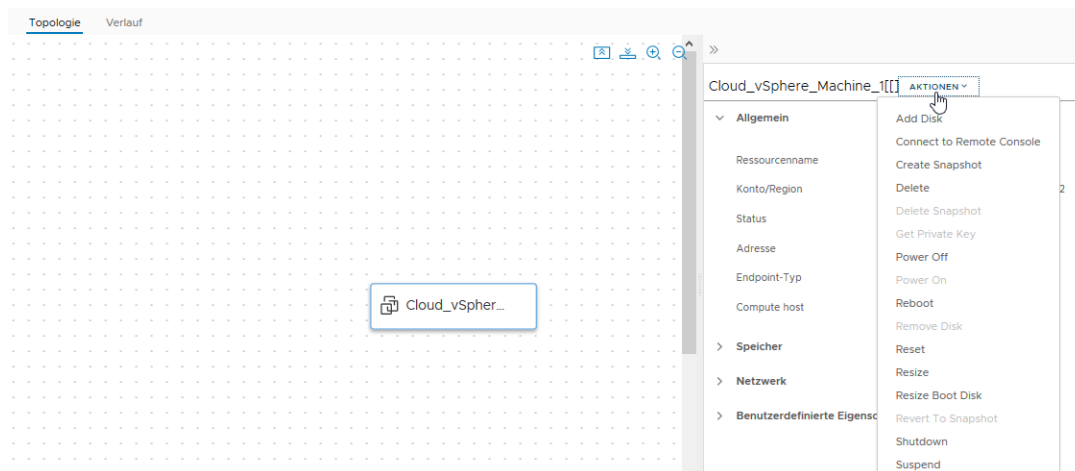 Topologie Verlauf
Cloud_vSphere_Machine_1[[] AKTIONEN
Allgemein
Ressourcenname
Konto/Region
2
Status
Adresse
Endpoint-Typ
Compute host
Speicher
Netzwerk
Benutzerdefinierte Eigensc
Add Disk
Connect to Remote Console
Create Snapshot
Delete
Delete Snapshot
Get Private Key
Power Off
Power On
Reboot
Remove Disk
Reset
Resize
Resize Boot Disk
Revert To Snapshot
Shutdown
Suspend
Cloud_vSpher...